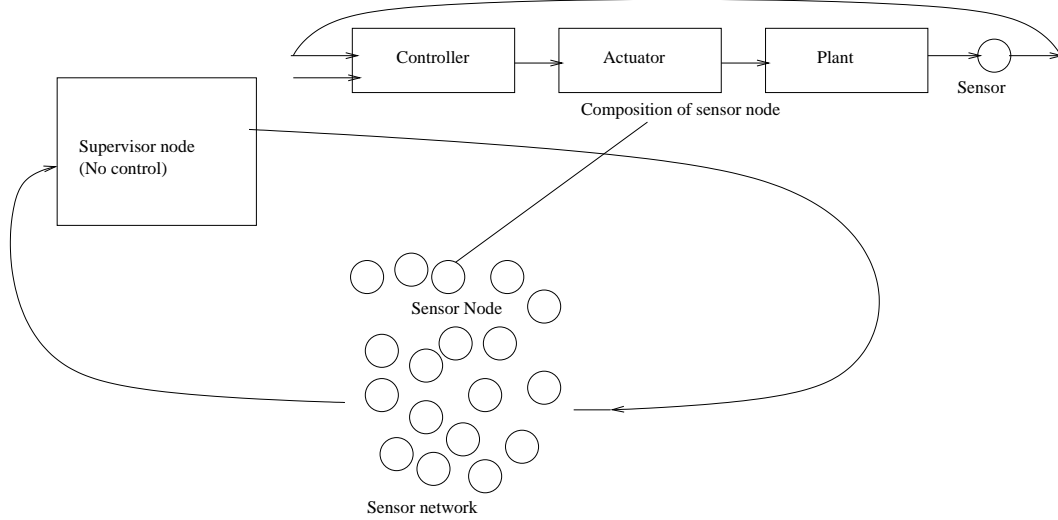 Controller
Actuator
Plant
Sensor
Composition of sensor node
Supervisor node
(No control)
Sensor Node
Sensor network